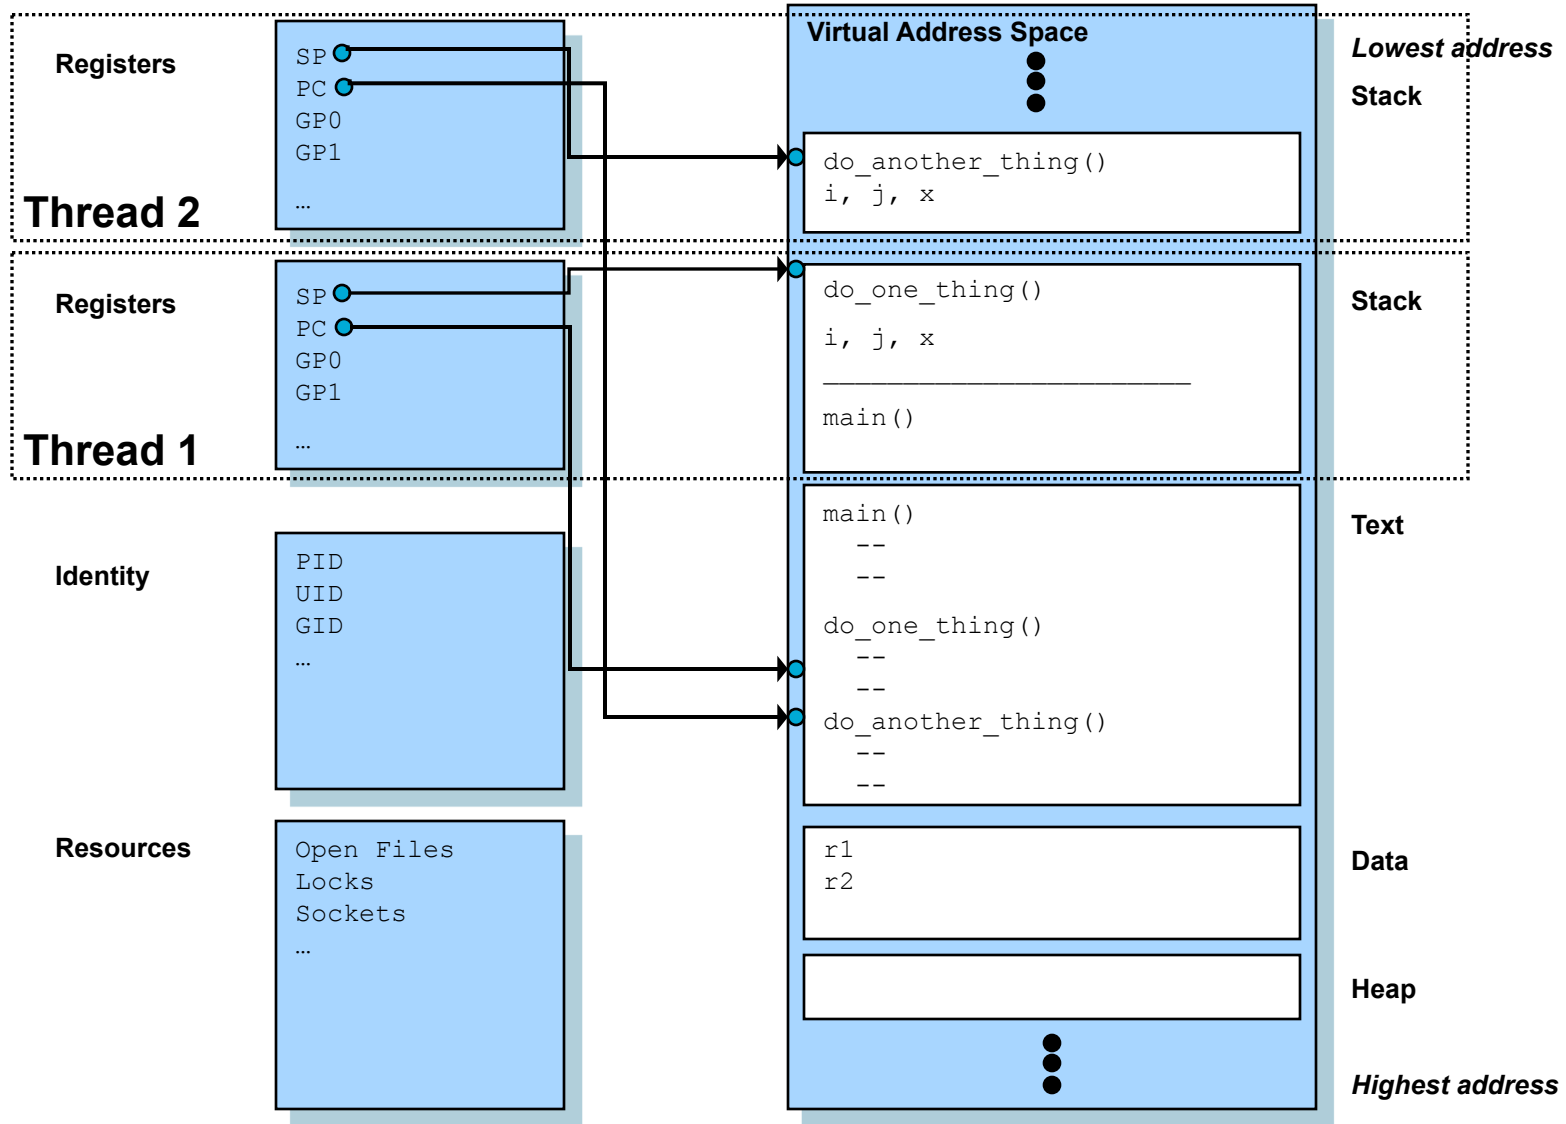 Virtual Address Space
Lowest address
Registers
SP
PC
GP0
GP1
…
Thread 2
do_another_thing()
i, j, x
Stack
Registers
SP
PC
GP0
GP1
…
Thread 1
do_one_thing()
i, j, x
_______________________
main()
Stack
Identity
PID
UID
GID
…
main()
--
--
do_one_thing()
--
--
do_another_thing()
--
--
Text
Resources
Open Files
Locks
Sockets
…
r1
r2
Data
Heap
Highest address